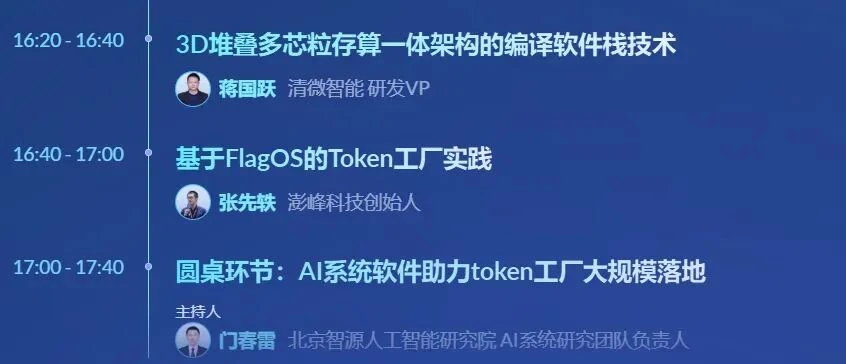 16:20 - 16:40 3D堆叠多芯粒存算一体架构的编译软件栈技术
蒋国跃 清微智能 研发VP
16:40 - 17:00 基于FlagOS的Token工厂实践
张先轶 澎峰科技创始人
17:00 - 17:40 圆桌环节：AI系统软件助力token工厂大规模落地
主持人
门春雷 北京智源人工智能研究院 AI系统研究团队负责人